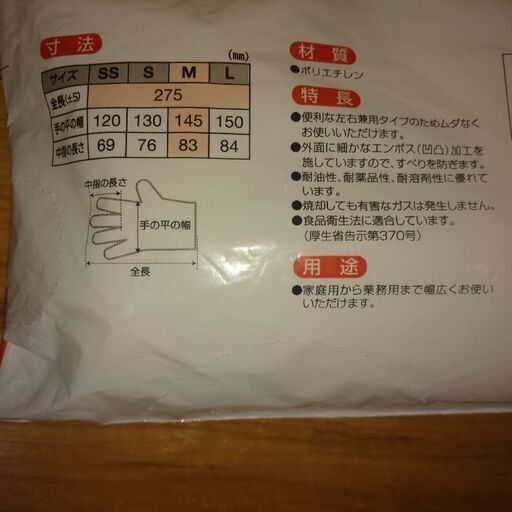 寸法
(mm)
サイズ SS S M L
全長(±5) 275
手の平の幅 120 130 145 150
中指の長さ 69 76 83 84
中指の長さ
手の平の幅
全長
材質
●ポリエチレン
特長
●便利な左右兼用タイプのためムダなく
お使いいただけます。
●外面に細かなエンボス(凹凸)加工を
施していますので、すべりを防ぎます。
●耐油性、耐薬品性、耐溶剤性に優れて
います。
●焼却しても有害なガスは発生しません。
●食品衛生法に適合しています。
(厚生省告示第370号)
用途
●家庭用から業務用まで幅広くお使い
いただけます。